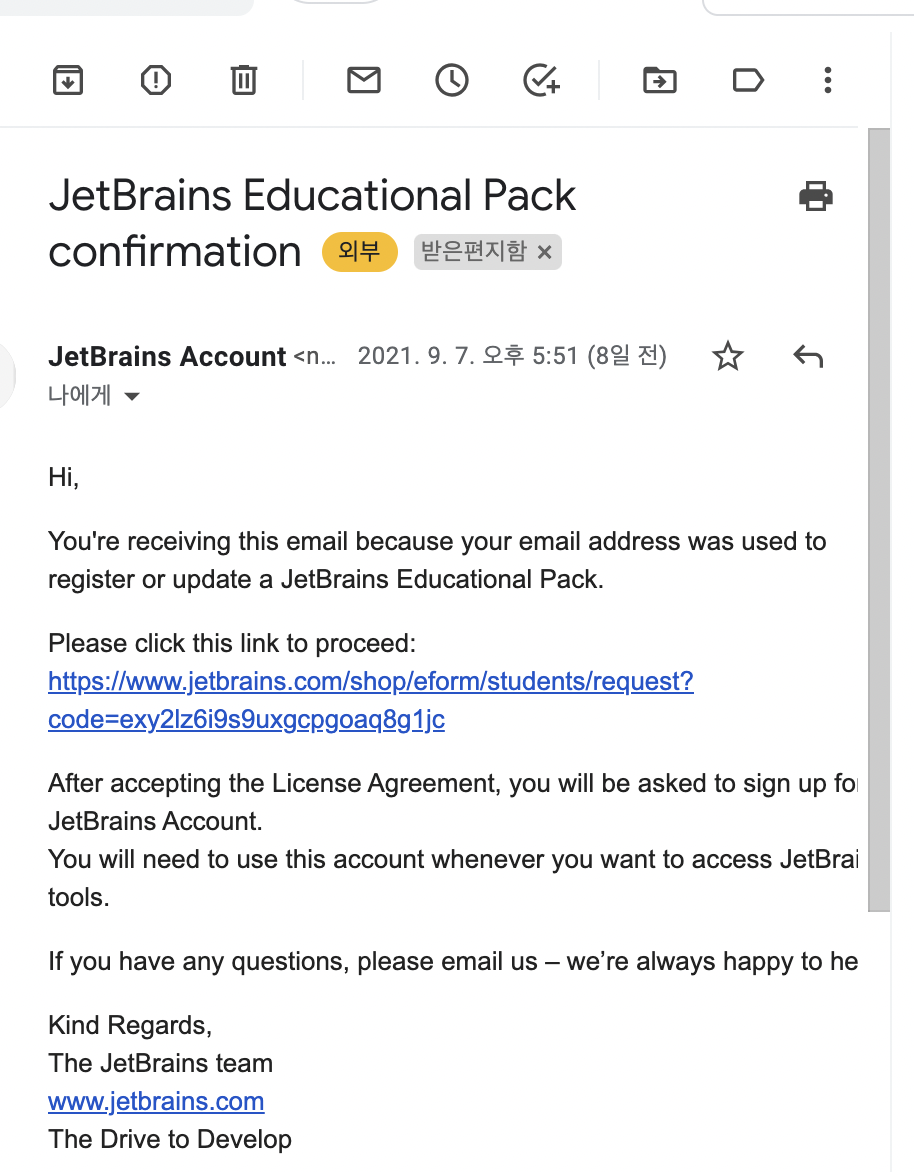 JetBrains Educational Pack
confirmation 외부 받은편지함 ×
JetBrains Account <n... 2021. 9. 7. 오후 5:51 (8일 전)
나에게
Hi,
You're receiving this email because your email address was used to
register or update a JetBrains Educational Pack.
Please click this link to proceed:
https://www.jetbrains.com/shop/eform/students/request?
code=exy2lz6i9s9uxgcpgoaq8g1jc
After accepting the License Agreement, you will be asked to sign up for
JetBrains Account.
You will need to use this account whenever you want to access JetBrai
tools.
If you have any questions, please email us – we’re always happy to he
Kind Regards,
The JetBrains team
www.jetbrains.com
The Drive to Develop